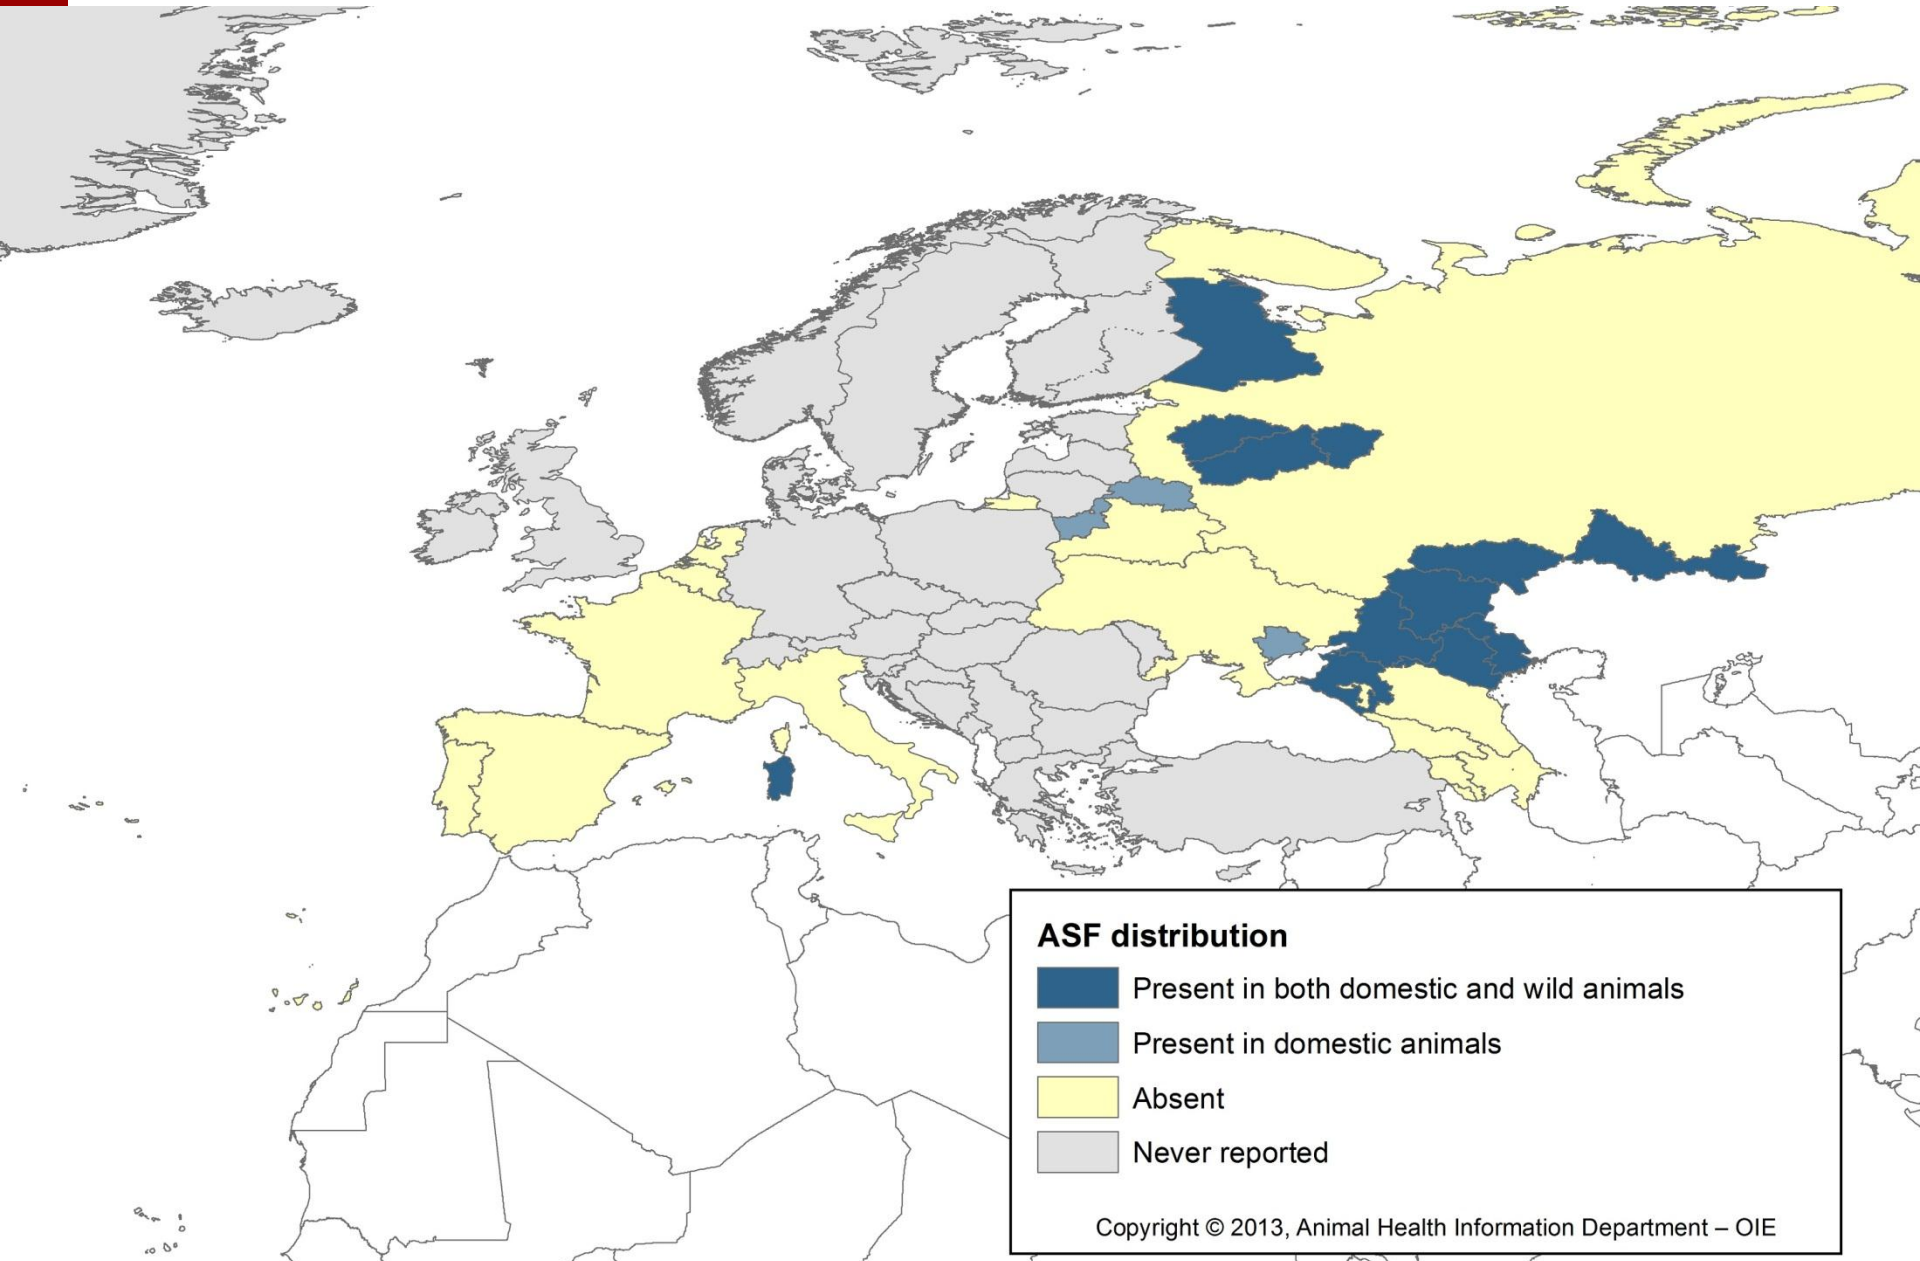 ASF distribution
Present in both domestic and wild animals
Present in domestic animals
Absent
Never reported
Copyright © 2013, Animal Health Information Department – OIE